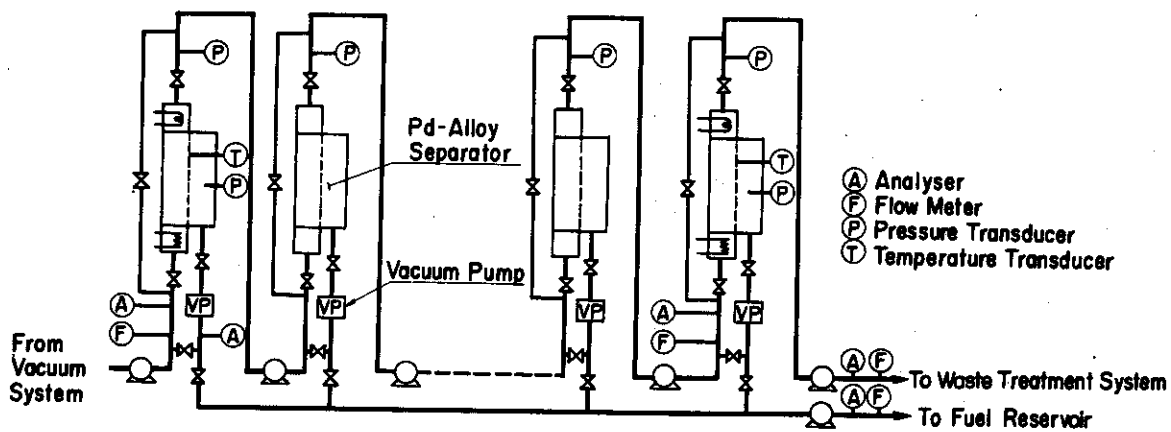 P
P
P
P
Pd-Alloy
Separator
T
P
T
P
A Analyser
F Flow Meter
P Pressure Transducer
T Temperature Transducer
Vacuum Pump
VP
VP
VP
VP
A
F
A
A
F
From
Vacuum
System
A F
To Waste Treatment System
A F
To Fuel Reservoir